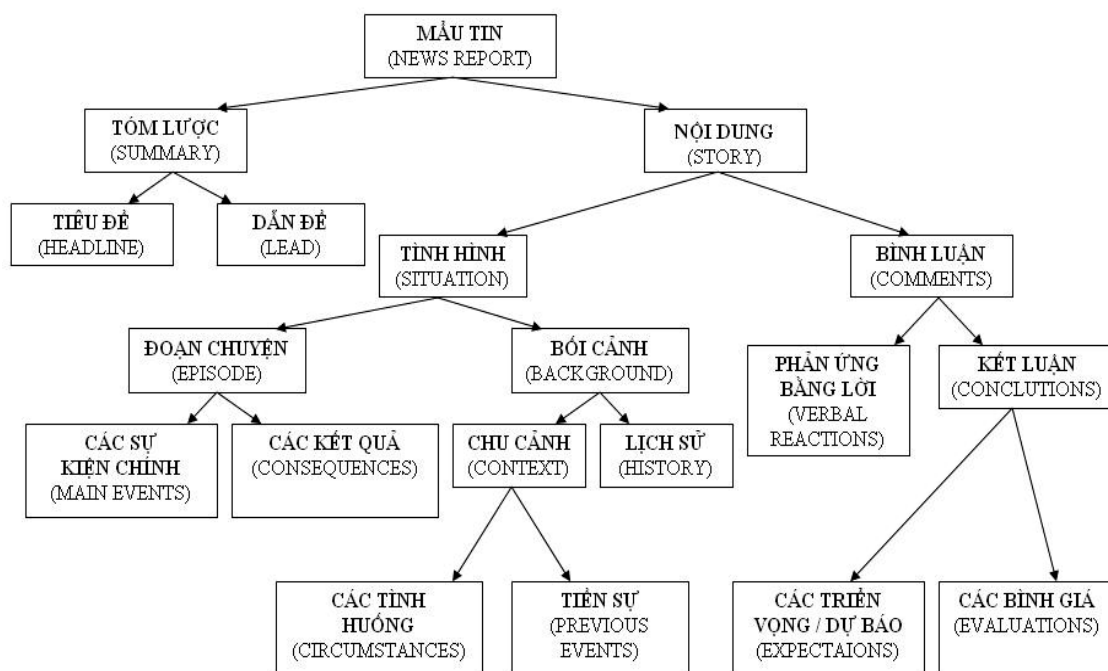 MẪU TIN
(NEWS REPORT)
TÓM LƯỢC
(SUMMARY)
NỘI DUNG
(STORY)
TIÊU ĐỀ
(HEADLINE)
DẪN ĐỀ
(LEAD)
TÌNH HÌNH
(SITUATION)
BÌNH LUẬN
(COMMENTS)
ĐOẠN CHUYỆN
(EPISODE)
BỐI CẢNH
(BACKGROUND)
PHẢN ỨNG
BẰNG LỜI
(VERBAL
REACTIONS)
KẾT LUẬN
(CONCLUTIONS)
CÁC SỰ
KIỆN CHÍNH
(MAIN EVENTS)
CÁC KẾT QUẢ
(CONSEQUENCES)
CHU CẢNH
(CONTEXT)
LỊCH SỬ
(HISTORY)
CÁC TÌNH
HUỐNG
(CIRCUMSTANCES)
TIỀN SỰ
(PREVIOUS
EVENTS)
CÁC TRIỂN
VỌNG / DỰ BÁO
(EXPECTAIONS)
CÁC BÌNH GIÁ
(EVALUATIONS)